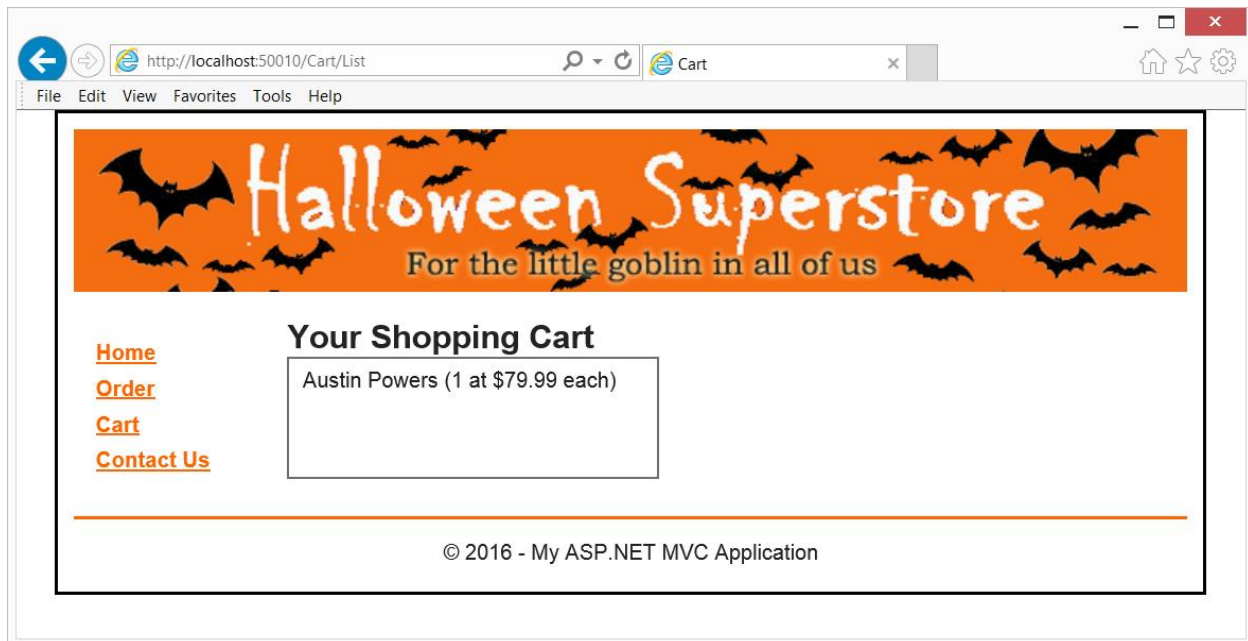 http://localhost:50010/Cart/List
Cart
File Edit View Favorites Tools Help
Halloween Superstore
For the little goblin in all of us
Home
Order
Cart
Contact Us
Your Shopping Cart
Austin Powers (1 at $79.99 each)
© 2016 - My ASP.NET MVC Application